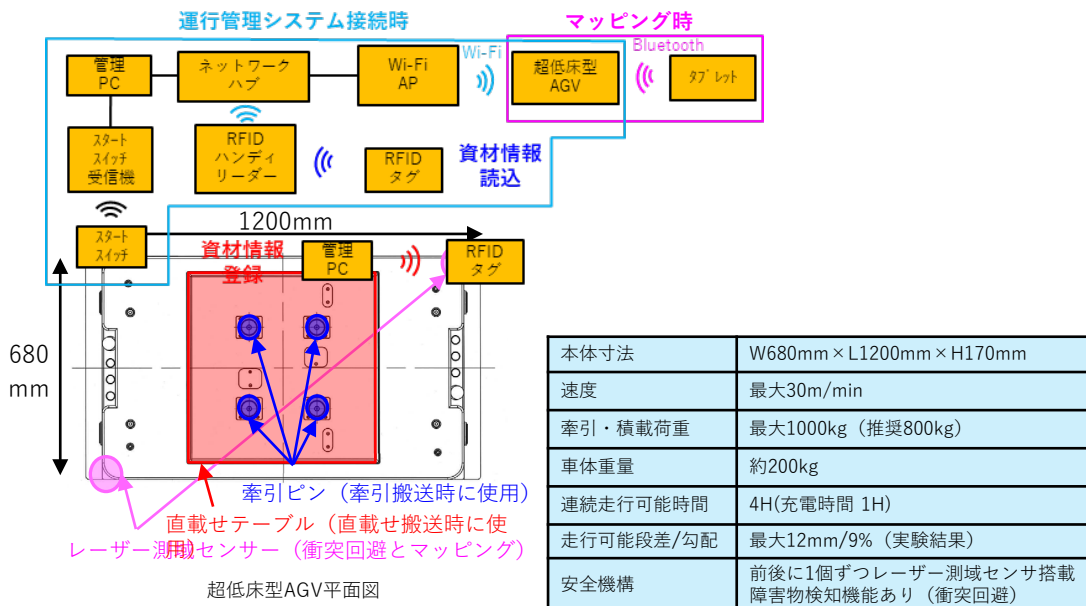 運行管理システム接続時
マッピング時
管理
PC
ネットワーク
ハブ
Wi-Fi
AP
Wi-Fi
超低床型
AGV
Bluetooth
ﾀﾌﾞﾚｯﾄ
ｽﾀｰﾄ
ｽｲｯﾁ
受信機
RFID
ハンディ
リーダー
RFID
タグ
資材情報
読込
ｽﾀｰﾄ
ｽｲｯﾁ
1200mm
資材情報
登録
管理
PC
RFID
タグ
680
mm
牽引ピン（牽引搬送時に使用）
直載せテーブル（直載せ搬送時に使
用）
レーザー測域センサー（衝突回避とマッピング）
超低床型AGV平面図
本体寸法 W680mm×L1200mm×H170mm
速度 最大30m/min
牽引・積載荷重 最大1000kg（推奨800kg）
車体重量 約200kg
連続走行可能時間 4H(充電時間 1H)
走行可能段差/勾配 最大12mm/9%（実験結果）
安全機構 前後に1個ずつレーザー測域センサ搭載
障害物検知機能あり（衝突回避）